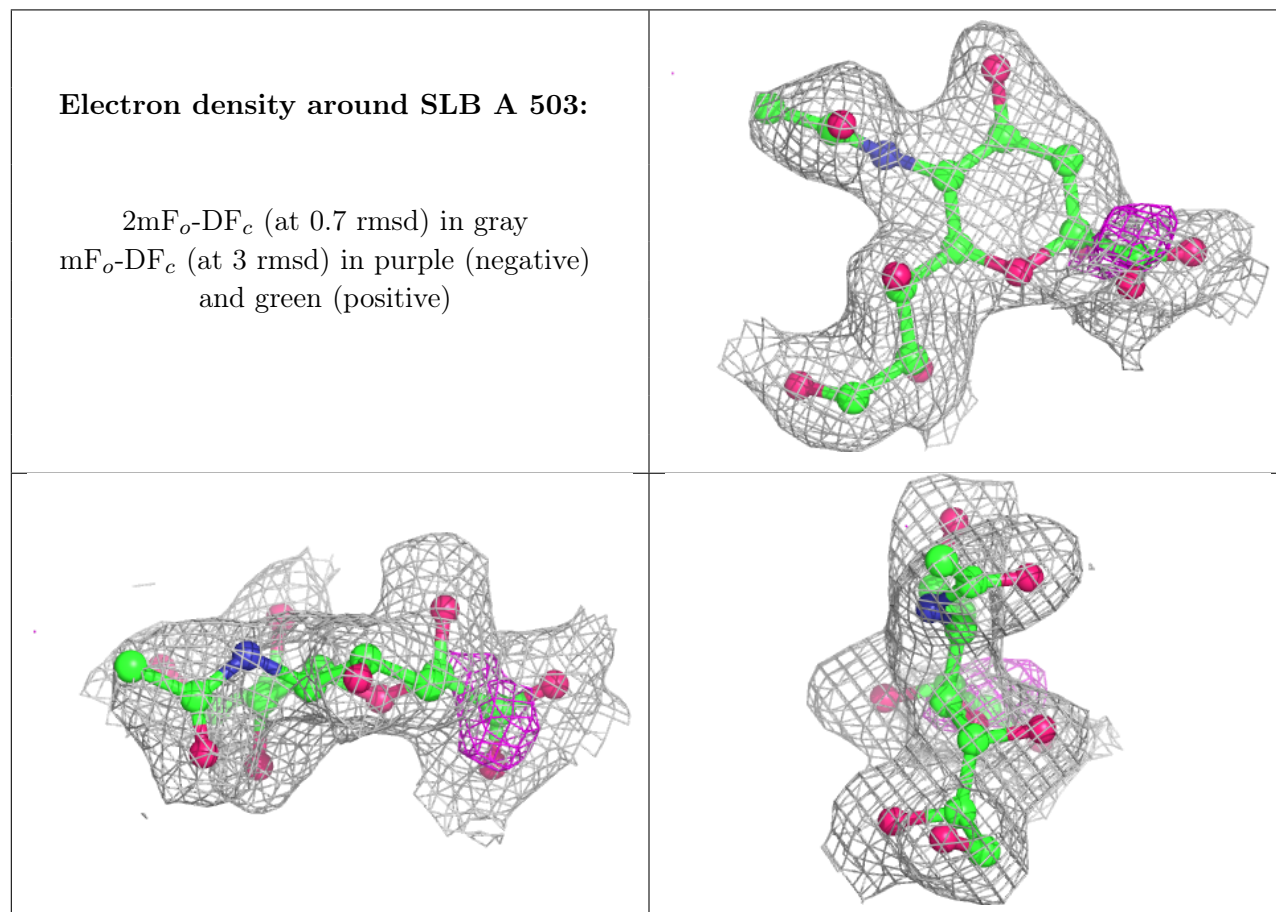 Electron density around SLB A 503:
2mFo-DFc (at 0.7 rmsd) in gray
mFo-DFc (at 3 rmsd) in purple (negative)
and green (positive)